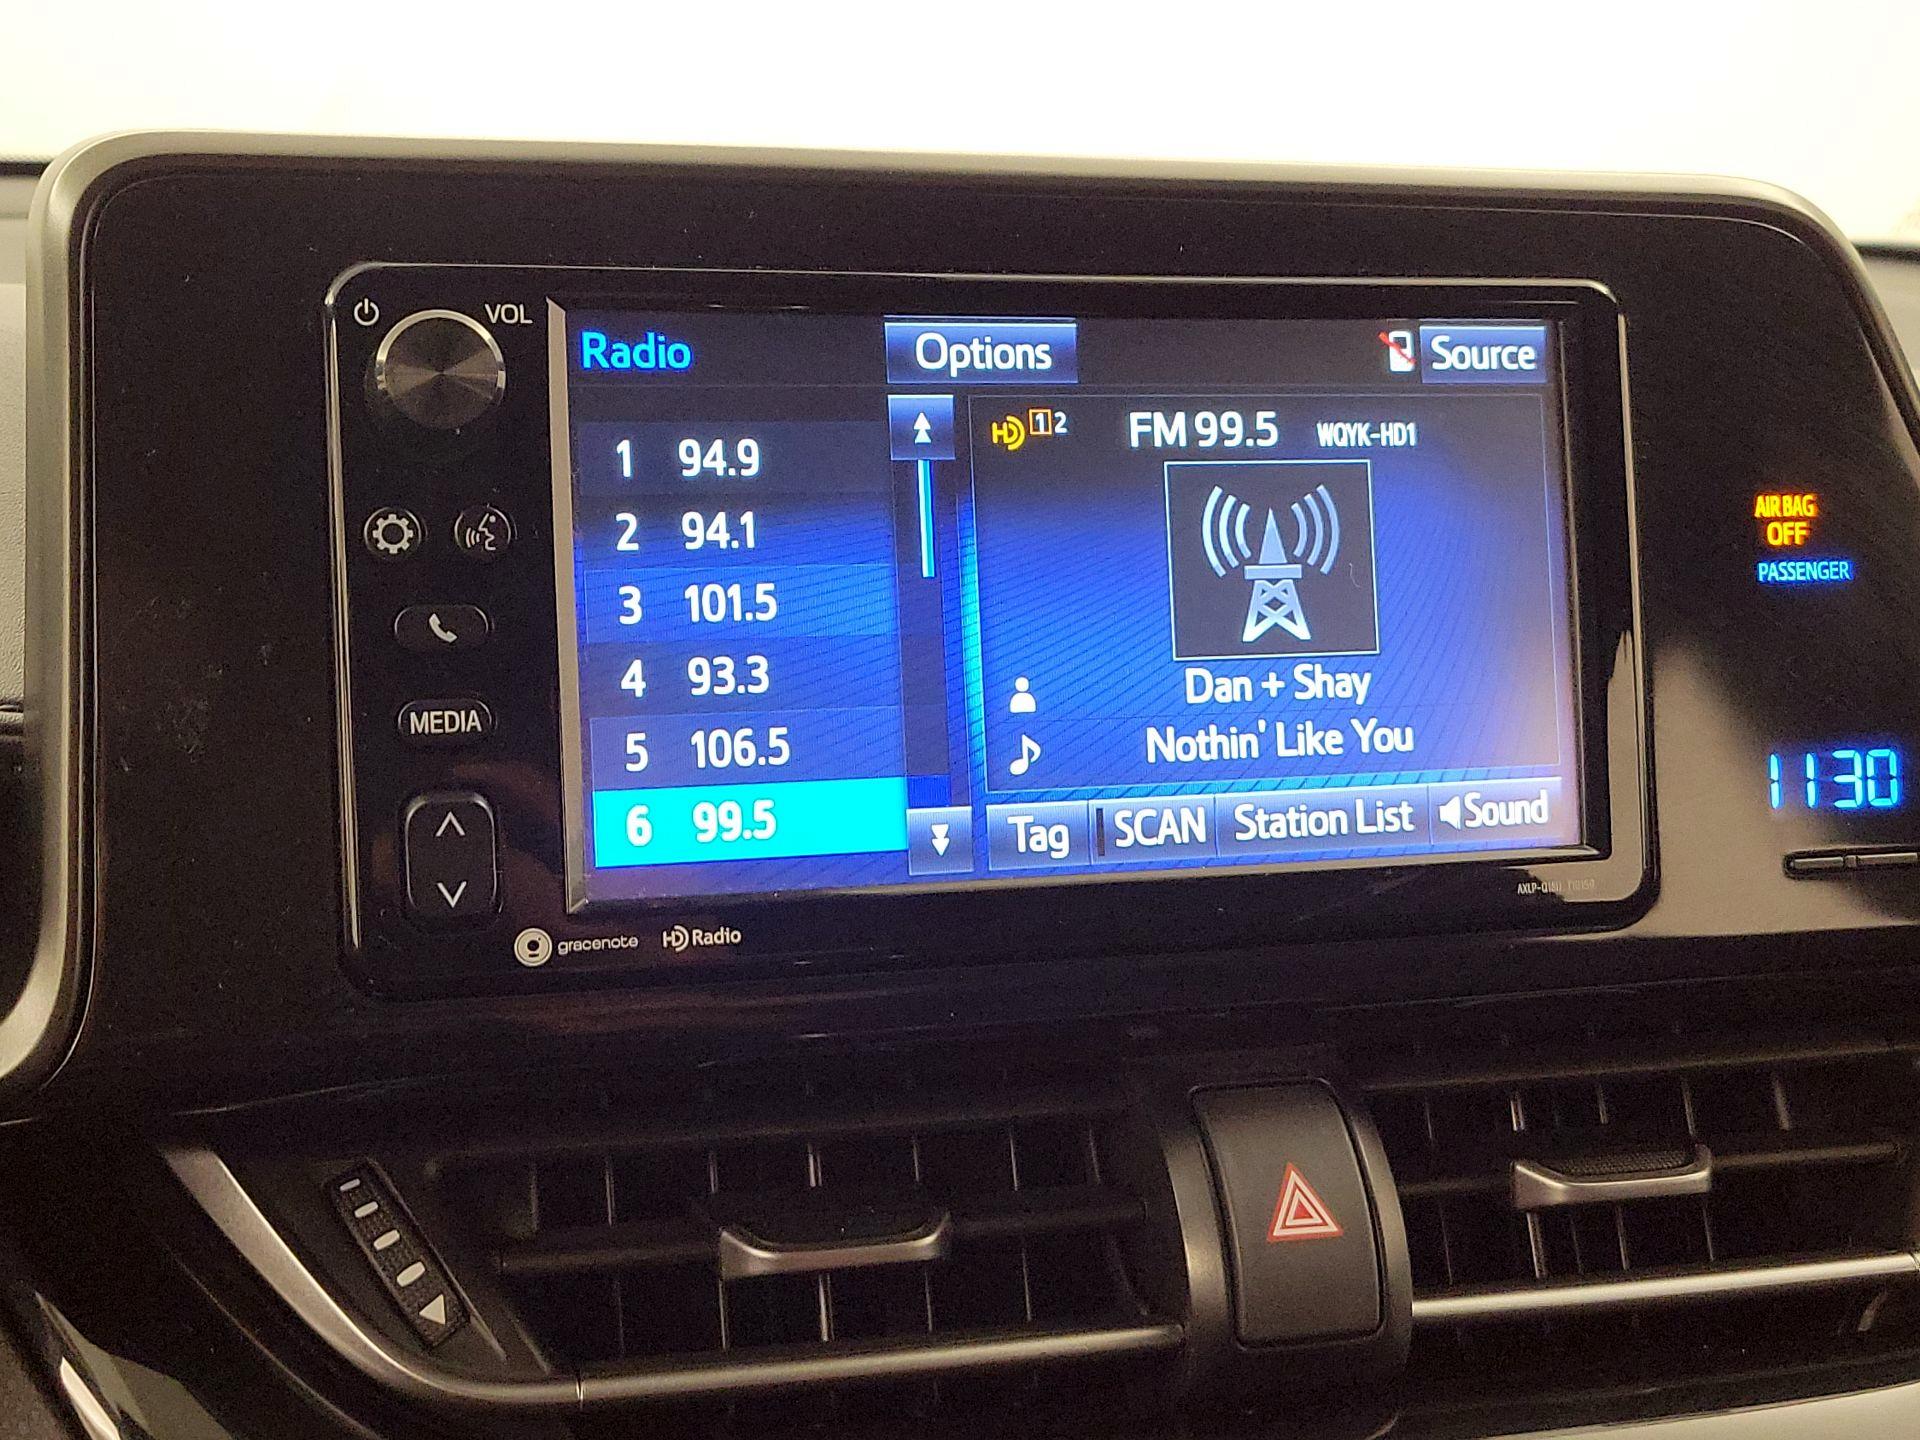 VOL
Radio
Options
Source
1 94.9
2 94.1
3 101.5
4 93.3
5 106.5
6 99.5
HD 1 2
FM 99.5 WQYK-HD1
Dan + Shay
Nothin' Like You
Tag
SCAN
Station List
Sound
MEDIA
gracenote
HD Radio
AIR BAG
OFF
PASSENGER
11 30